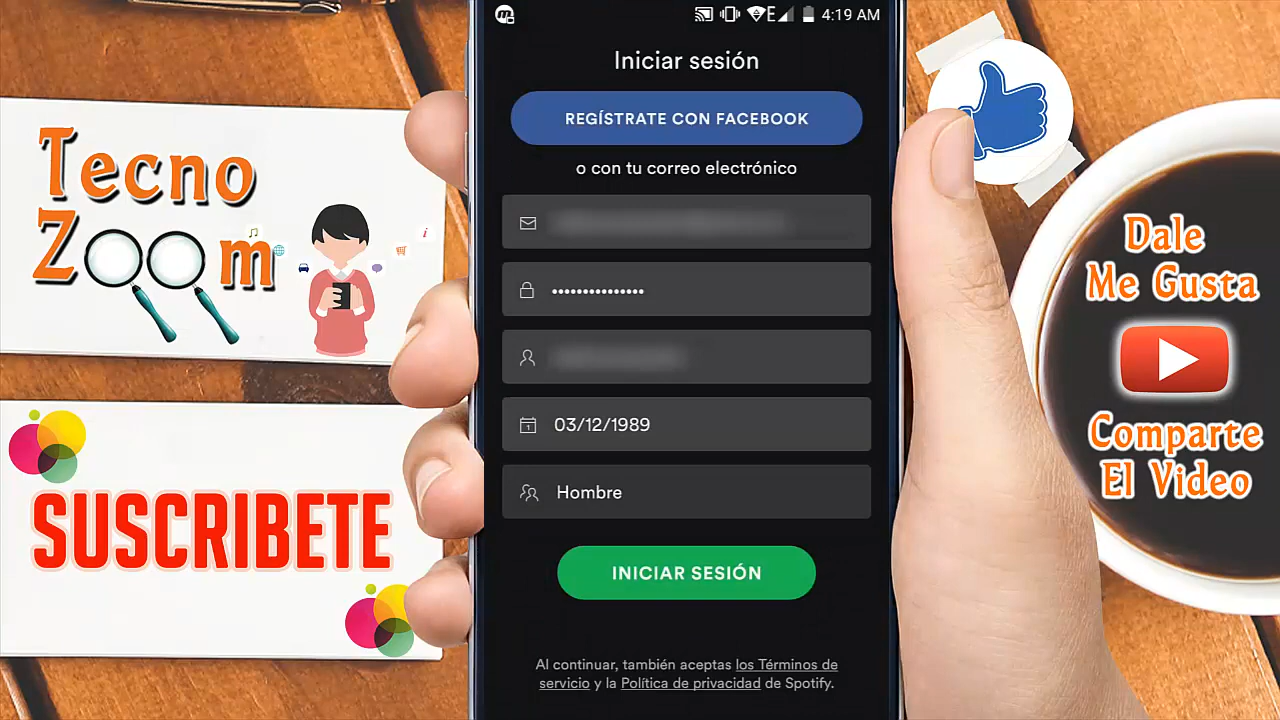 Tecno
Zoom
SUSCRIBETE
4:19 AM
Iniciar sesión
REGÍSTRATE CON FACEBOOK
o con tu correo electrónico
•••••••••••••••
03/12/1989
Hombre
INICIAR SESIÓN
Al continuar, también aceptas los Términos de
servicio y la Política de privacidad de Spotify.
Dale
Me Gusta
Comparte
El Video